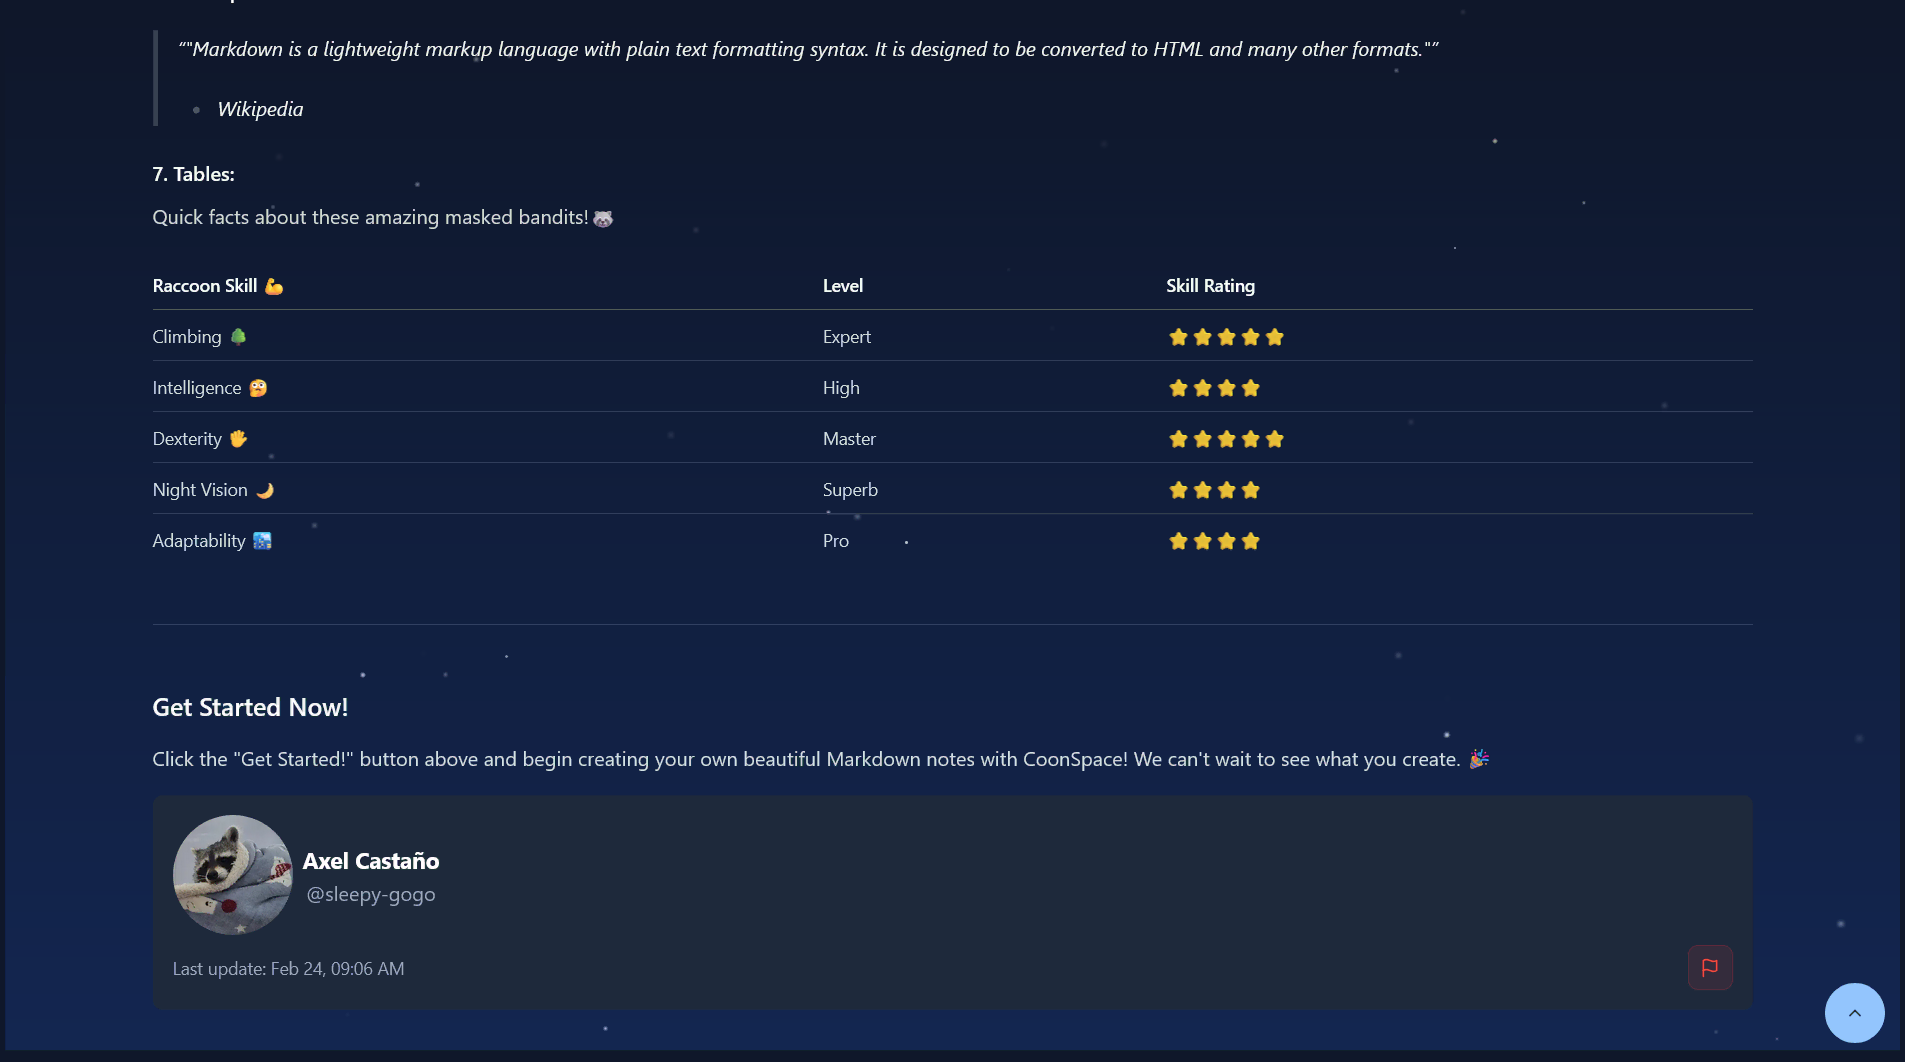 “"Markdown is a lightweight markup language with plain text formatting syntax. It is designed to be converted to HTML and many other formats."”
Wikipedia
7. Tables:
Quick facts about these amazing masked bandits!🦝
Raccoon Skill 💪 Level Skill Rating
Climbing 🌳 Expert ⭐⭐⭐⭐⭐
Intelligence 🤔 High ⭐⭐⭐⭐
Dexterity 🖐 Master ⭐⭐⭐⭐⭐
Night Vision 🌙 Superb ⭐⭐⭐⭐
Adaptability 🏙 Pro ⭐⭐⭐⭐
Get Started Now!
Click the "Get Started!" button above and begin creating your own beautiful Markdown notes with CoonSpace! We can't wait to see what you create. 🎉
Axel Castaño
@sleepy-gogo
Last update: Feb 24, 09:06 AM